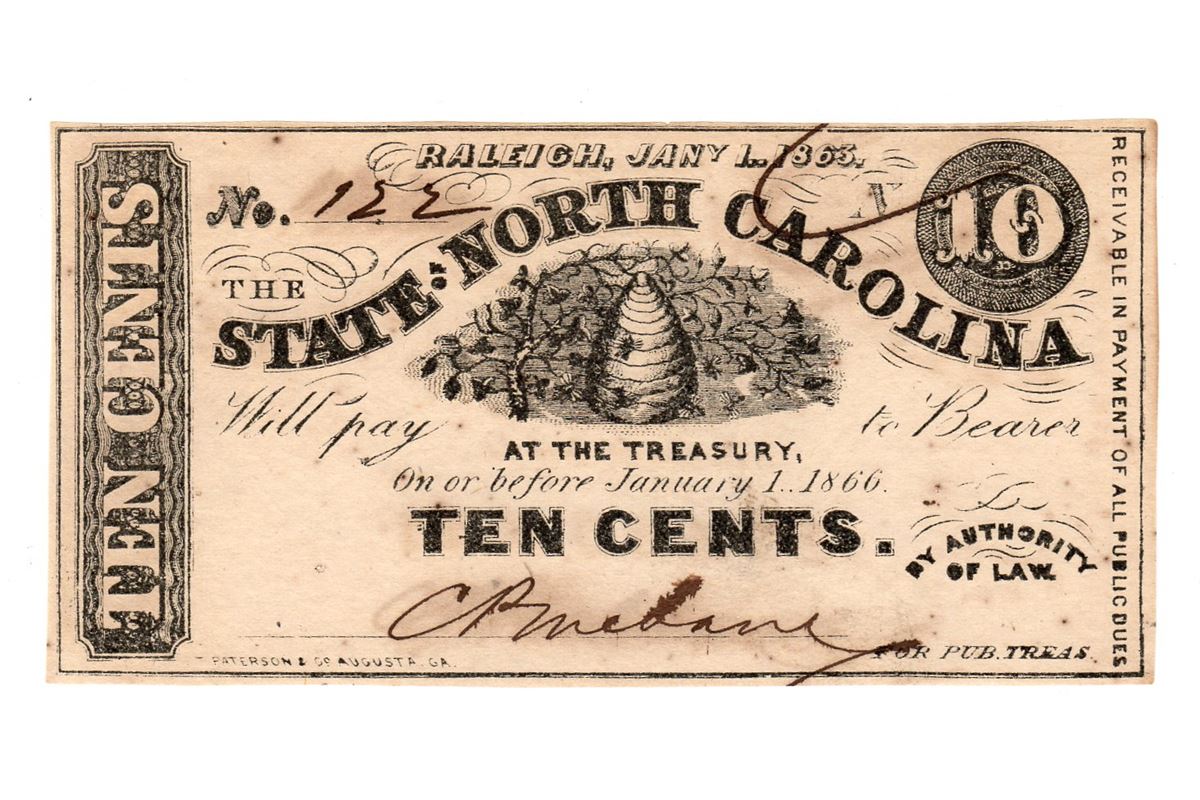 RALEIGH, JANY 1.. 1863.
No. 122
A
10
THE
STATE OF NORTH CAROLINA
Will pay to Bearer
AT THE TREASURY,
On or before January 1.. 1866.
TEN CENTS.
BY AUTHORITY
OF LAW.
C R Mebane
FOR PUB. TREAS.
PATERSON & CO AUGUSTA, GA.
TEN CENTS
RECEIVABLE IN PAYMENT OF ALL PUBLIC DUES